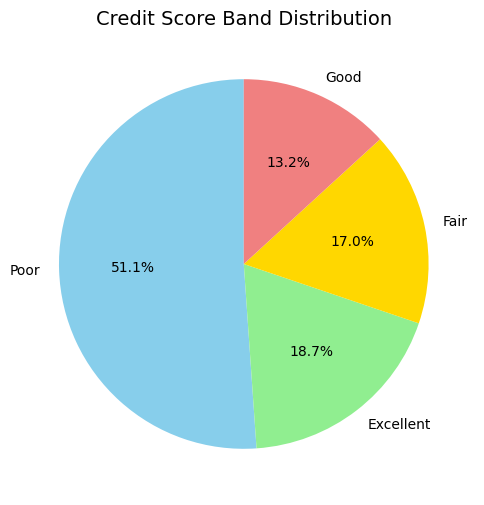 Credit Score Band Distribution
Good
13.2%
Fair
17.0%
Poor
51.1%
18.7%
Excellent